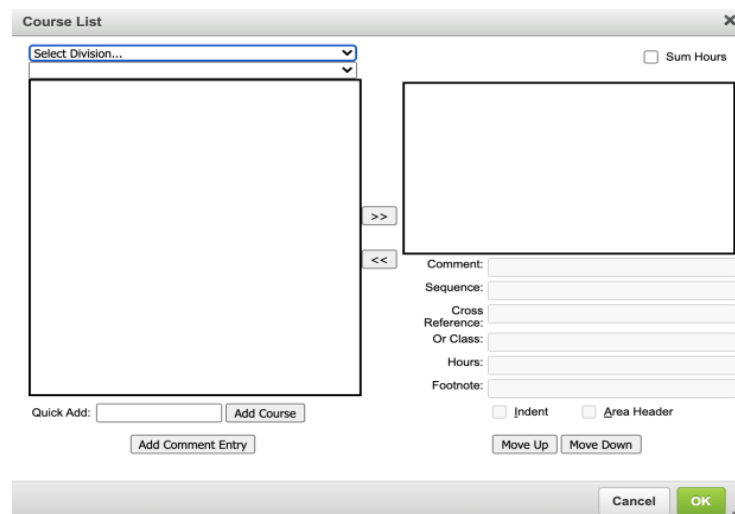 Course List
Select Division...
Sum Hours
>>
<<
Comment:
Sequence:
Cross
Reference:
Or Class:
Hours:
Footnote:
Quick Add:
Add Course
Indent
Area Header
Add Comment Entry
Move Up
Move Down
Cancel
OK